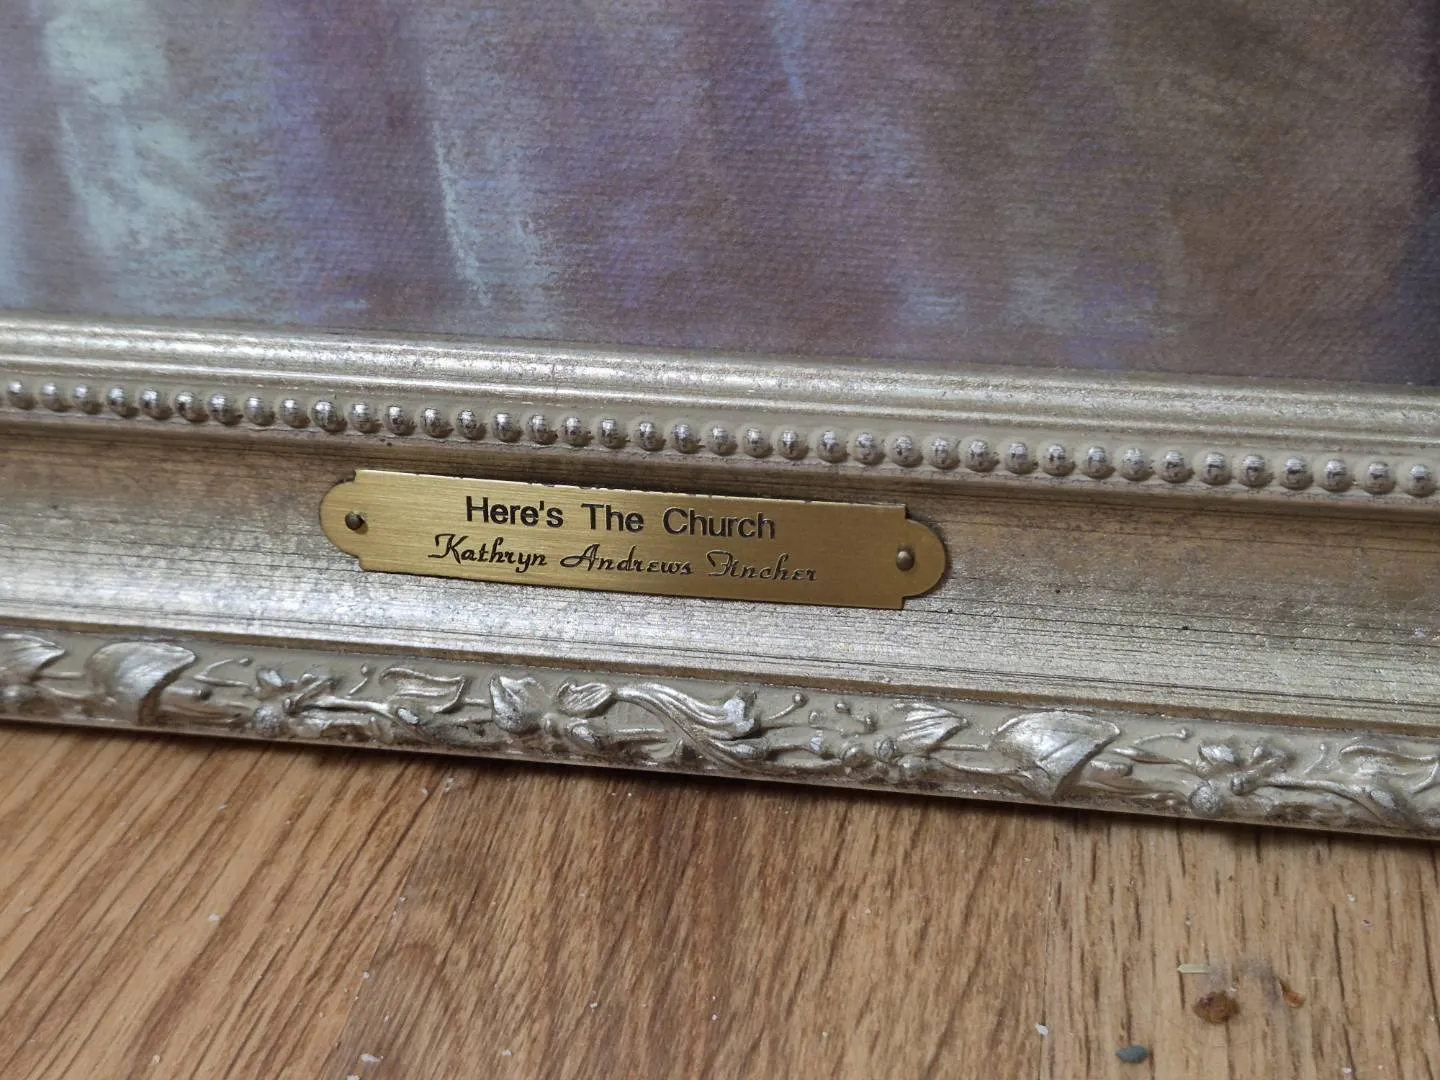 Here's The Church
Kathryn Andrews Fincher